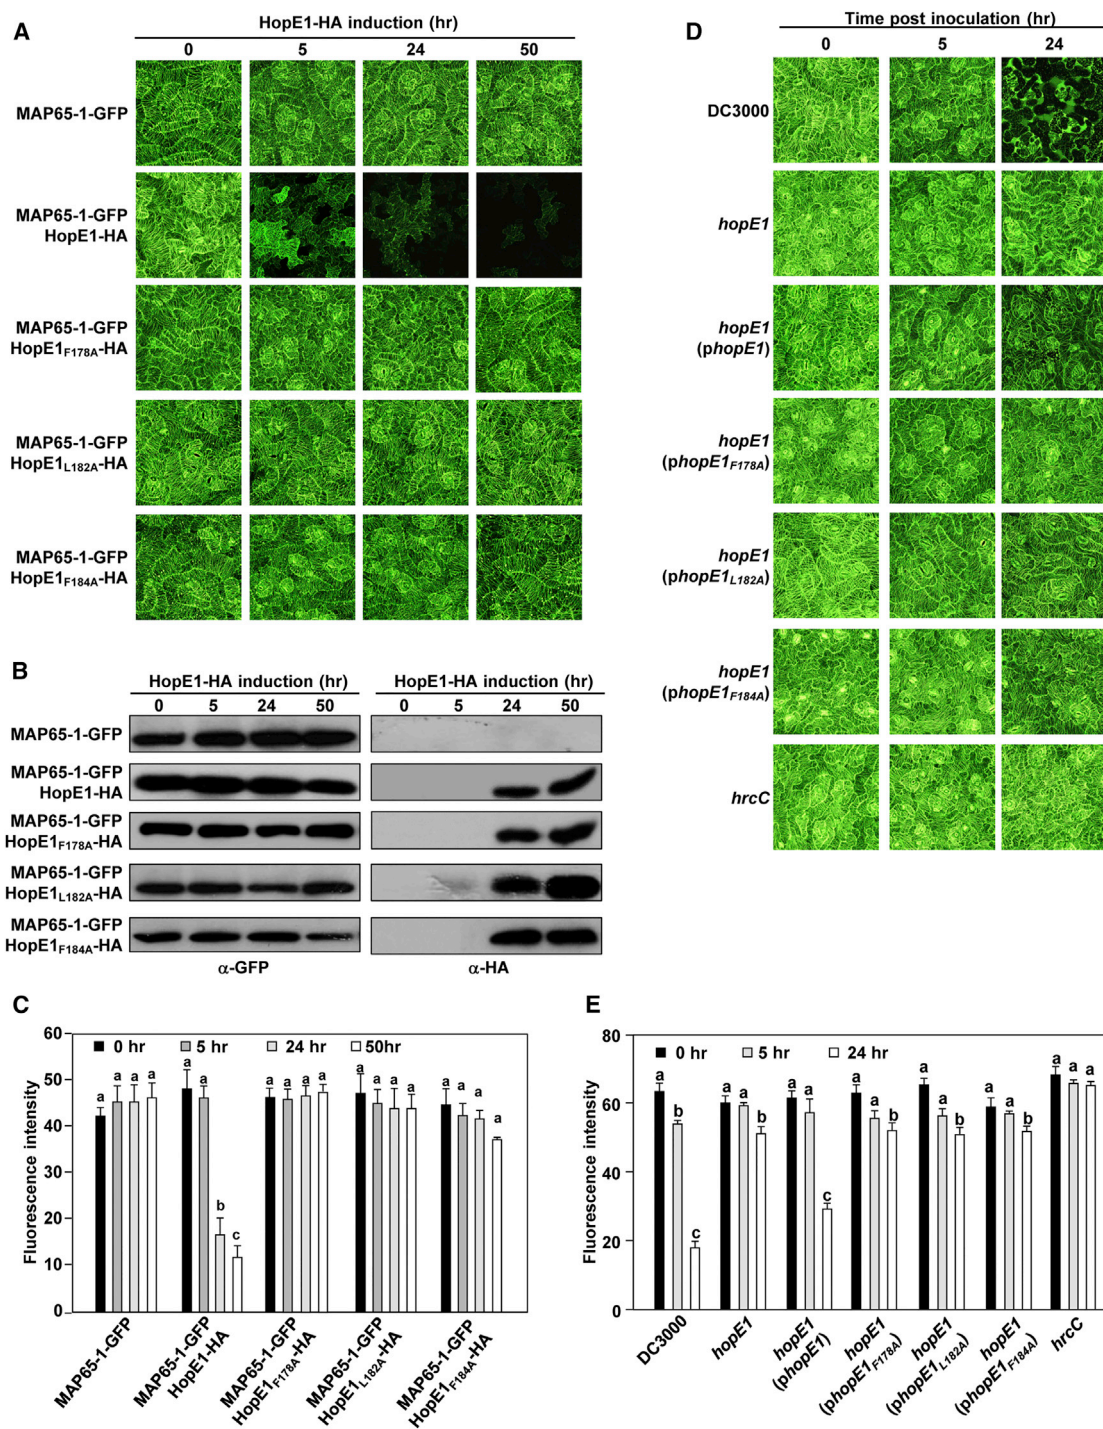 A
HopE1-HA induction (hr)
0 5 24 50
MAP65-1-GFP
MAP65-1-GFP
HopE1-HA
MAP65-1-GFP
HopE1F178A-HA
MAP65-1-GFP
HopE1L182A-HA
MAP65-1-GFP
HopE1F184A-HA
B
HopE1-HA induction (hr)
0 5 24 50
HopE1-HA induction (hr)
0 5 24 50
MAP65-1-GFP
MAP65-1-GFP
HopE1-HA
MAP65-1-GFP
HopE1F178A-HA
MAP65-1-GFP
HopE1L182A-HA
MAP65-1-GFP
HopE1F184A-HA
α-GFP
α-HA
C
Fluorescence intensity
60
50
40
30
20
10
0
0 hr 5 hr 24 hr 50hr
a a a a
a a b c
a a a a
a a a a
a a a a
MAP65-1-GFP
MAP65-1-GFP
HopE1-HA
MAP65-1-GFP
HopE1F178A-HA
MAP65-1-GFP
HopE1L182A-HA
MAP65-1-GFP
HopE1F184A-HA
D
Time post inoculation (hr)
0 5 24
DC3000
hopE1
hopE1
(phopE1)
hopE1
(phopE1F178A)
hopE1
(phopE1L182A)
hopE1
(phopE1F184A)
hrcC
E
Fluorescence intensity
80
60
40
20
0
0 hr 5 hr 24 hr
a b c
a a b
a a c
a a b
a a b
a a b
a a a
DC3000
hopE1
hopE1
(phopE1)
hopE1
(phopE1F178A)
hopE1
(phopE1L182A)
hopE1
(phopE1F184A)
hrcC